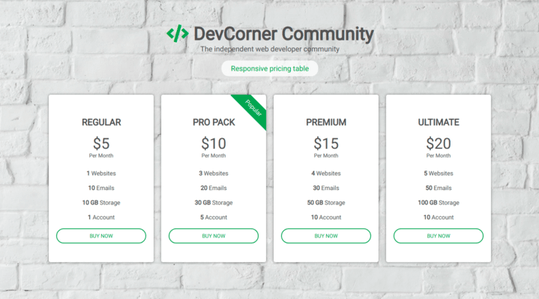 </> DevCorner Community
The independent web developer community
Responsive pricing table
REGULAR
$5
Per Month
1 Websites
10 Emails
10 GB Storage
1 Account
BUY NOW
Popular
PRO PACK
$10
Per Month
3 Websites
20 Emails
30 GB Storage
5 Account
BUY NOW
PREMIUM
$15
Per Month
4 Websites
30 Emails
50 GB Storage
10 Account
BUY NOW
ULTIMATE
$20
Per Month
5 Websites
50 Emails
100 GB Storage
10 Account
BUY NOW